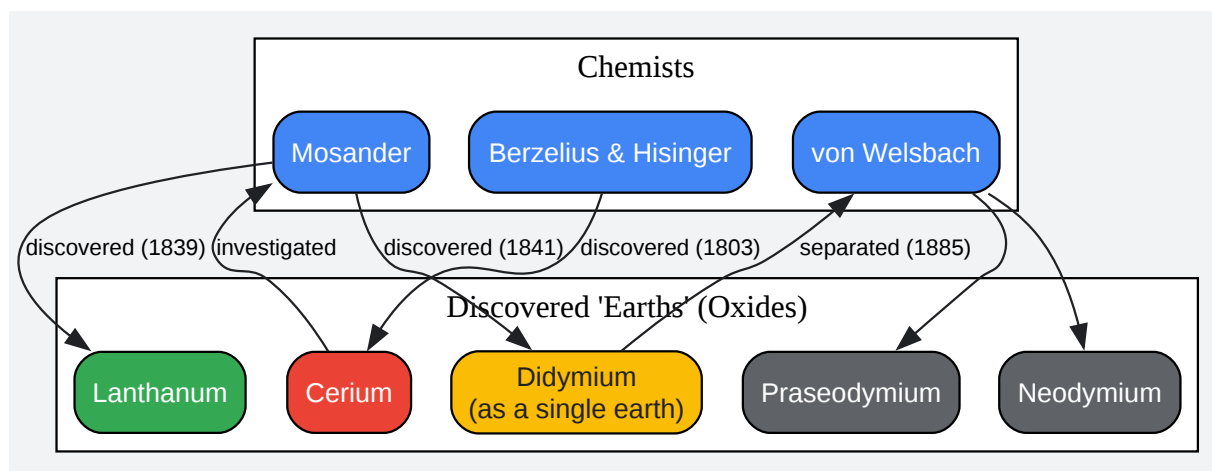 Chemists
Mosander
Berzelius & Hisinger
von Welsbach
discovered (1839)
investigated
discovered (1841)
discovered (1803)
separated (1885)
Discovered 'Earths' (Oxides)
Lanthanum
Cerium
Didymium
(as a single earth)
Praseodymium
Neodymium